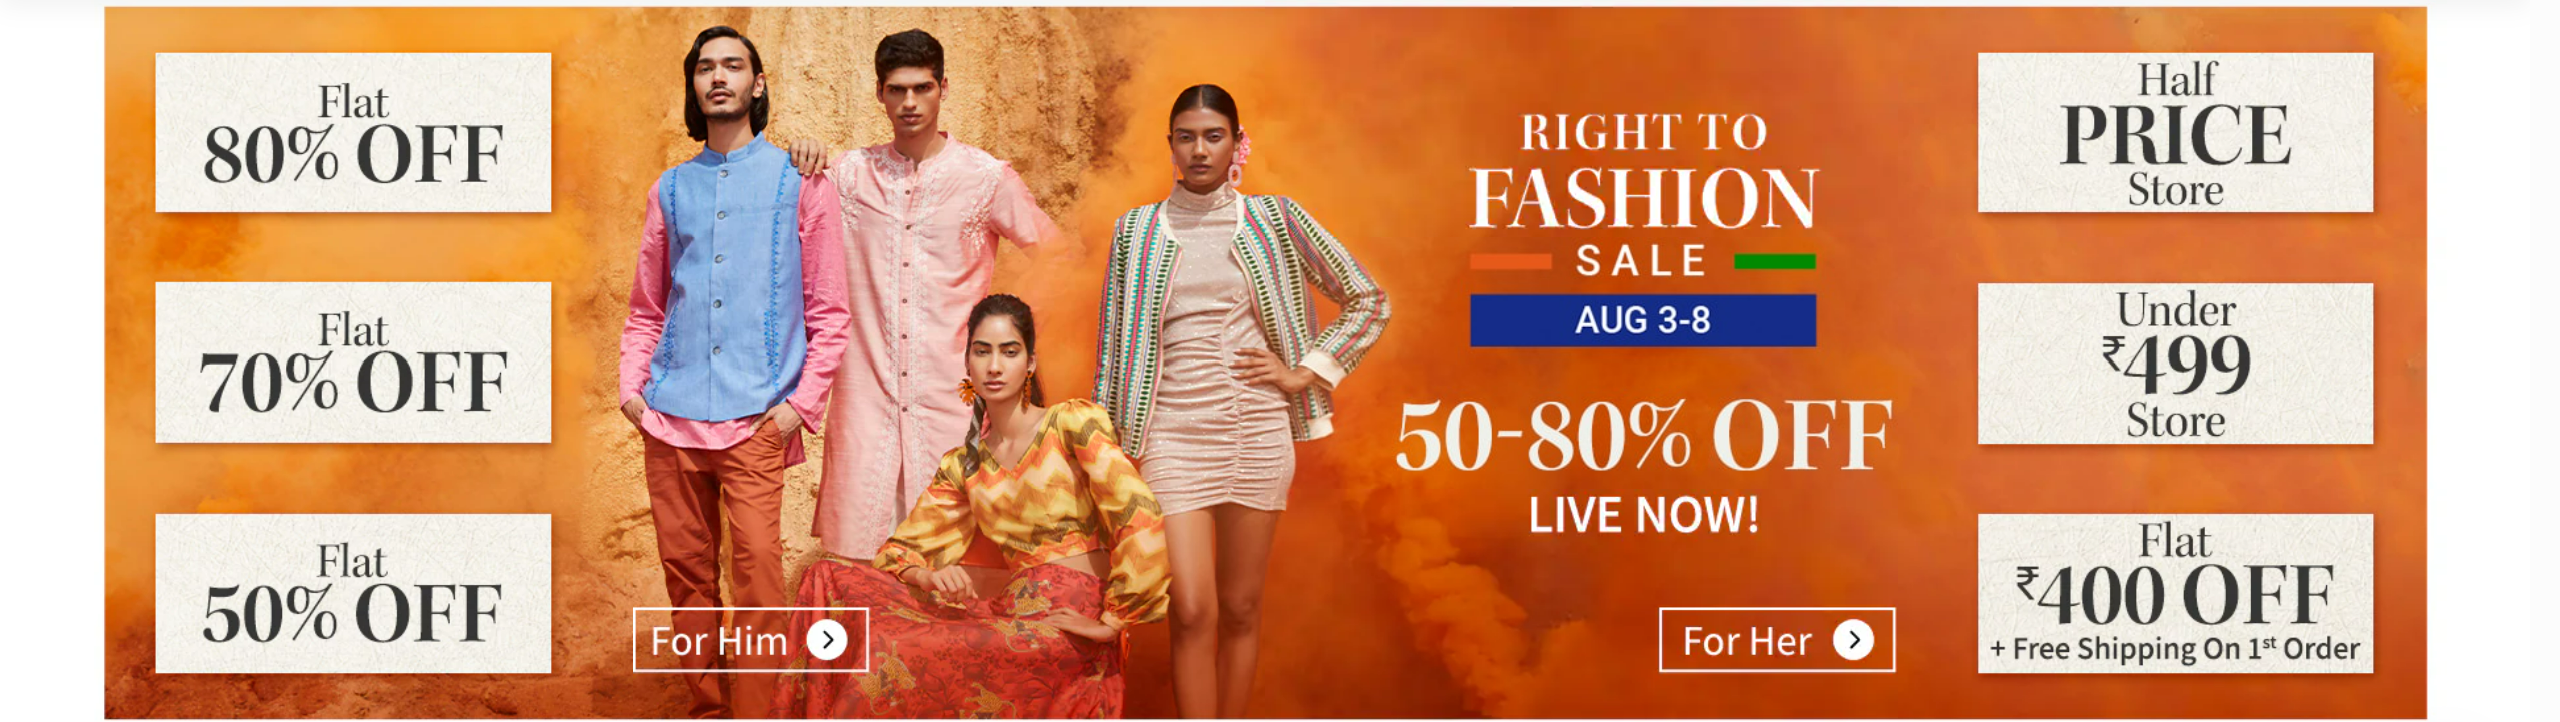 Flat
80% OFF
Flat
70% OFF
Flat
50% OFF
For Him
RIGHT TO
FASHION
SALE
AUG 3-8
50-80% OFF
LIVE NOW!
For Her
Half
PRICE
Store
Under
₹499
Store
Flat
₹400 OFF
+ Free Shipping On 1st Order